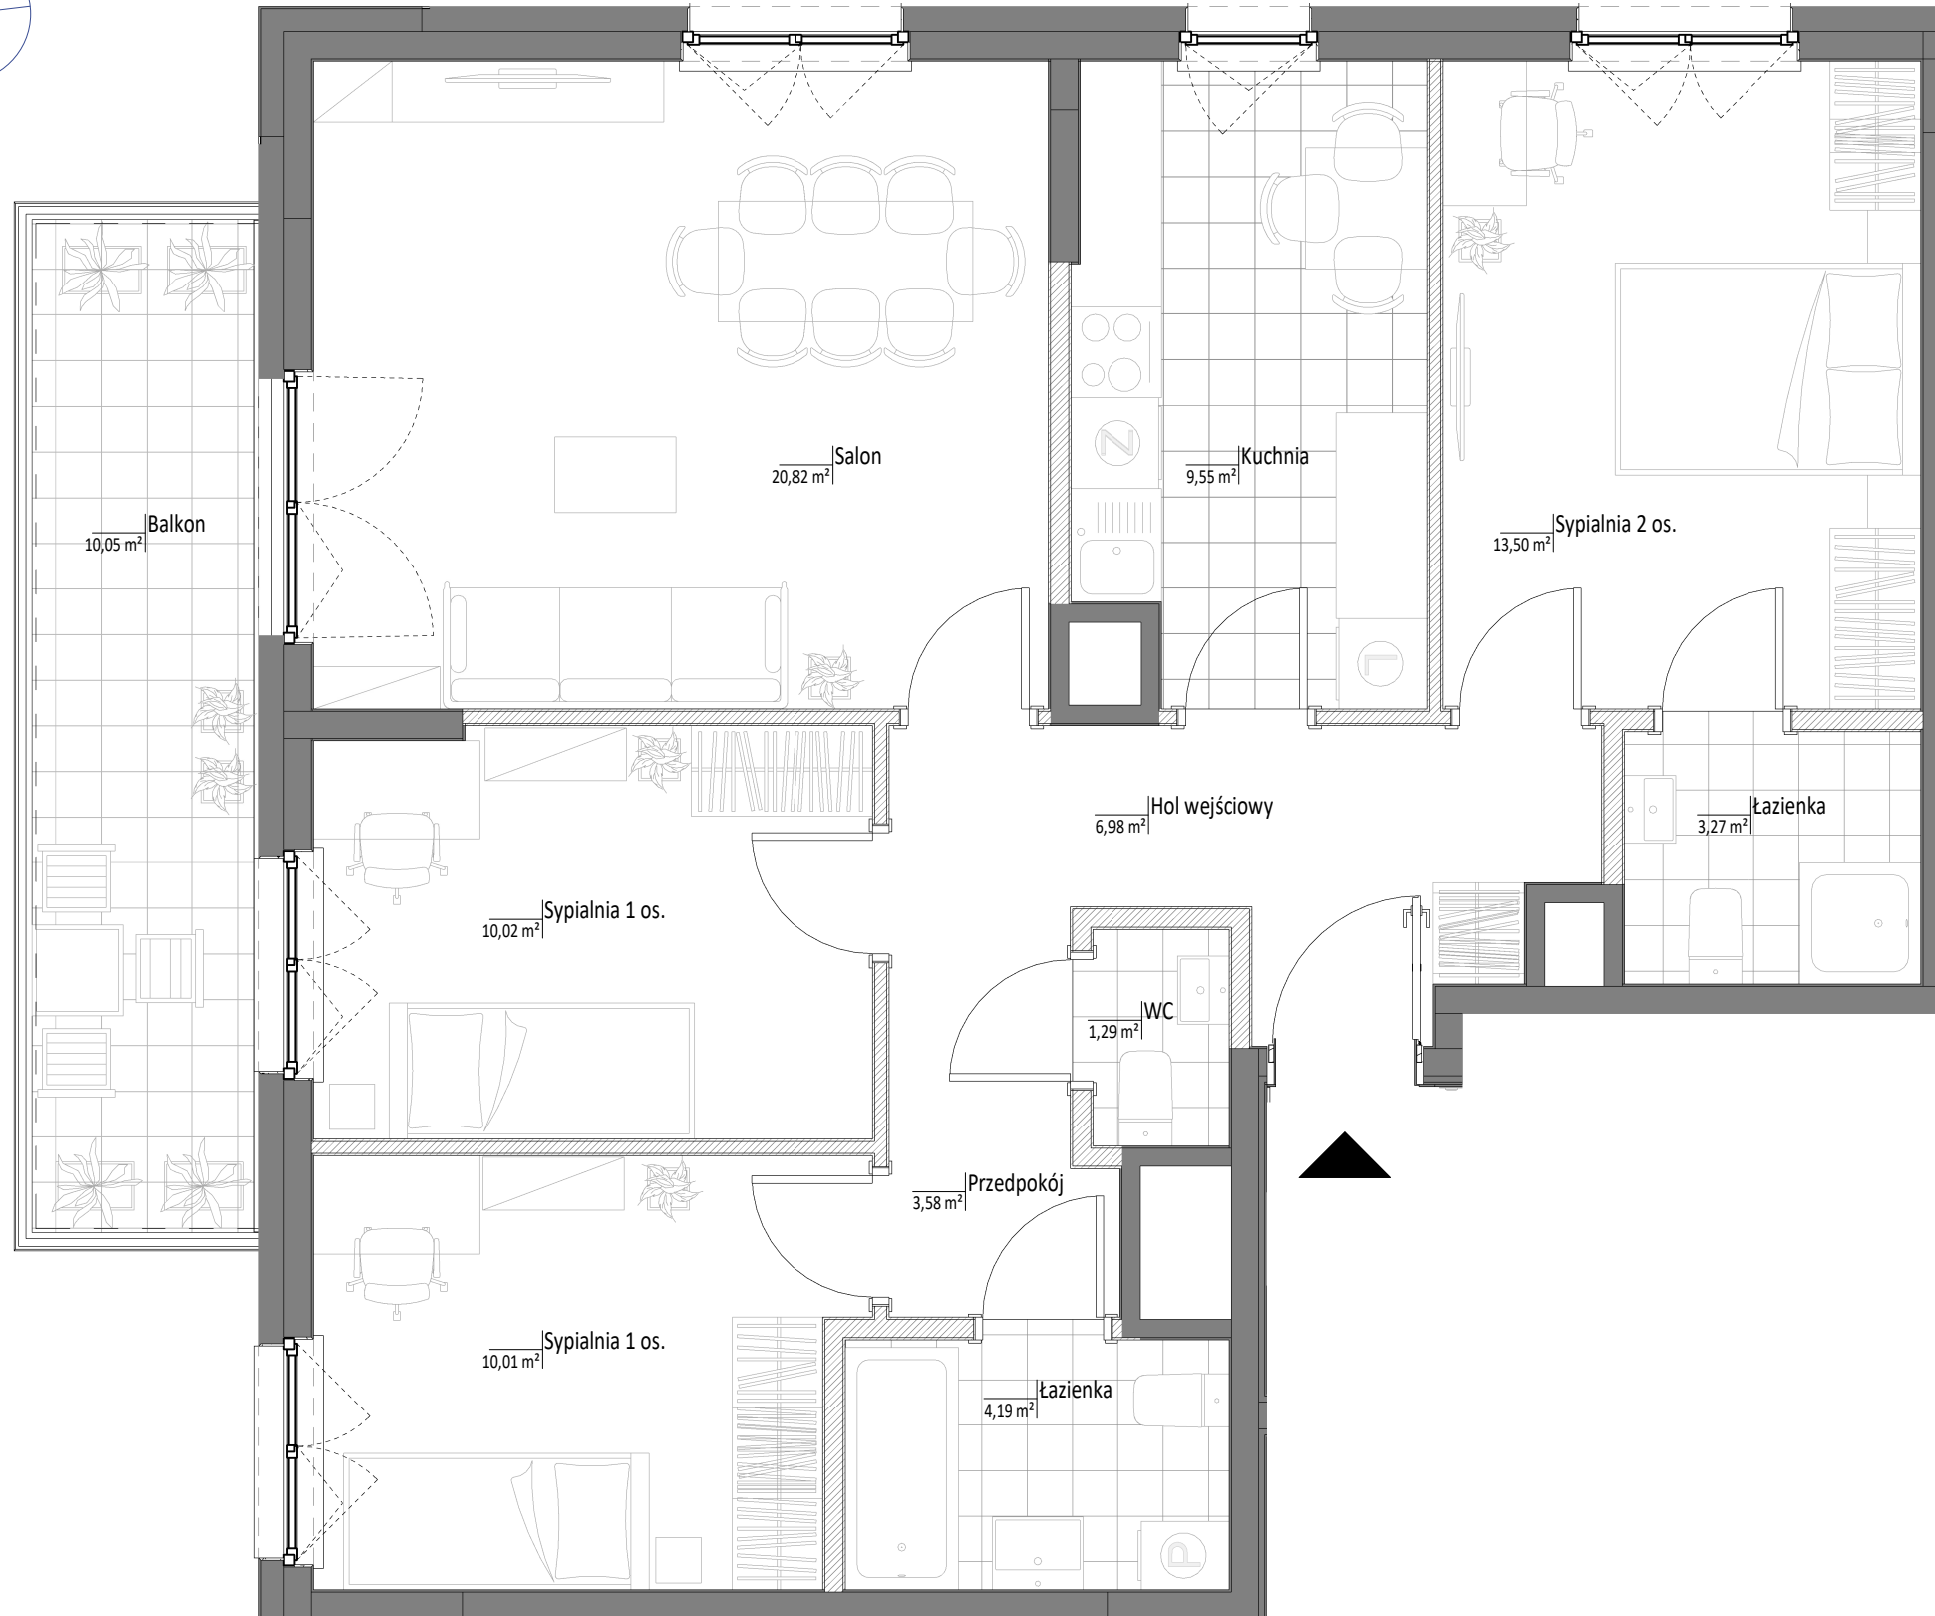 Salon
20,82 m²
Kuchnia
9,55 m²
Z
Balkon
10,05 m²
Sypialnia 2 os.
13,50 m²
L
Hol wejściowy
6,98 m²
Łazienka
3,27 m²
Sypialnia 1 os.
10,02 m²
WC
1,29 m²
Przedpokój
3,58 m²
Sypialnia 1 os.
10,01 m²
Łazienka
4,19 m²
P